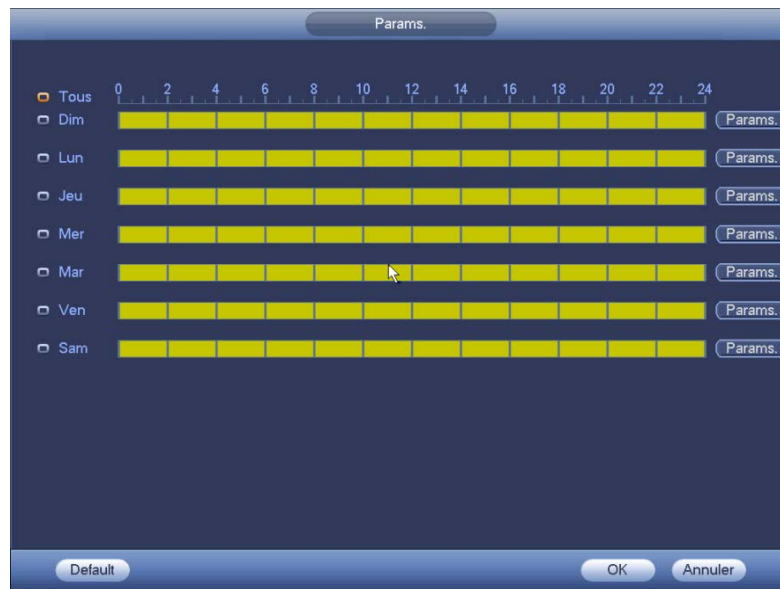 Params.
Tous 0 2 4 6 8 10 12 14 16 18 20 22 24
Dim Params.
Lun Params.
Jeu Params.
Mer Params.
Mar Params.
Ven Params.
Sam Params.
Default OK Annuler